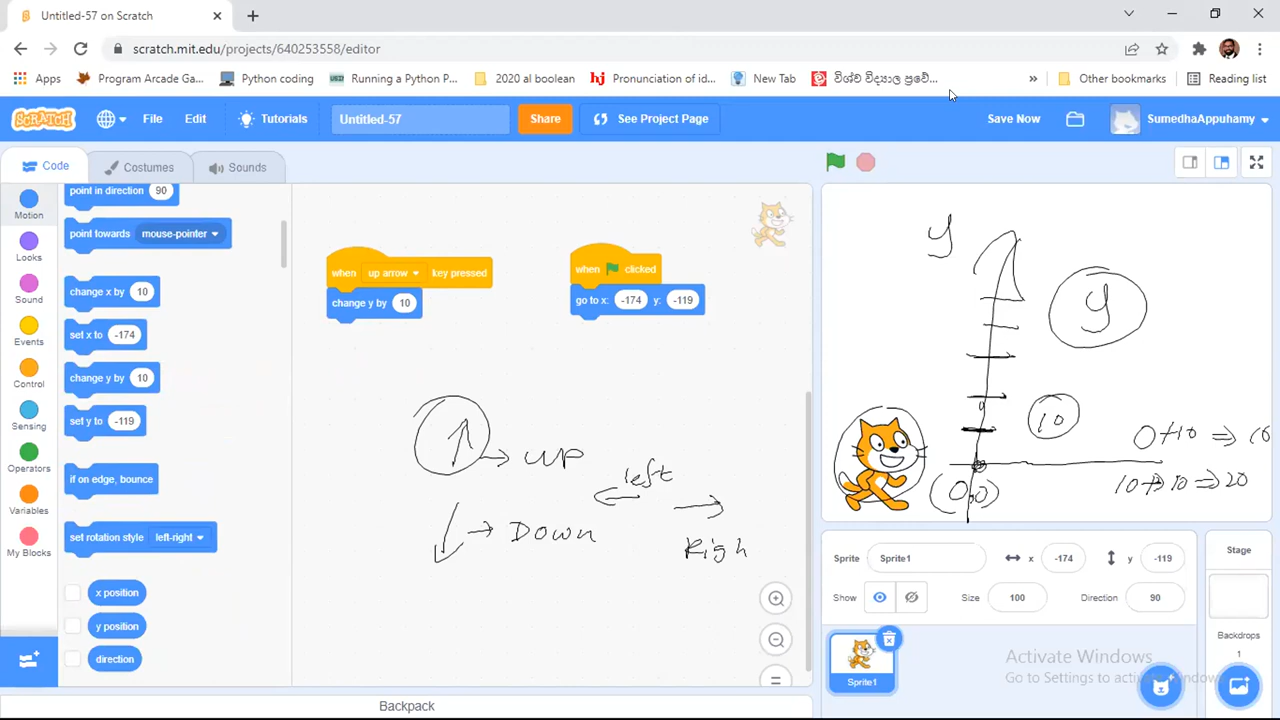 Untitled-57 on Scratch
scratch.mit.edu/projects/640253558/editor
Apps
Program Arcade Ga...
Python coding
Running a Python P...
2020 al boolean
hj
Pronunciation of id...
New Tab
විශ්ව විද්‍යාල ප්‍රවේ...
»
Other bookmarks
Reading list
SCRATCH
File
Edit
Tutorials
Untitled-57
Share
See Project Page
Save Now
SumedhaAppuhamy
Code
Costumes
Sounds
Motion
Looks
Sound
Events
Control
Sensing
Operators
Variables
My Blocks
point in direction 90
point towards mouse-pointer
change x by 10
set x to -174
change y by 10
set y to -119
if on edge, bounce
set rotation style left-right
x position
y position
direction
when up arrow key pressed
change y by 10
when clicked
go to x: -174 y: -119
UP
left
Down
Righ
y
y
10
0+10 ⇒ 10
10+10 ⇒ 20
(0,0)
Sprite Sprite1 x -174 y -119
Show Size 100 Direction 90
Sprite1
Stage
Backdrops
1
Activate Windows
Go to Settings to activate Windows.
Backpack